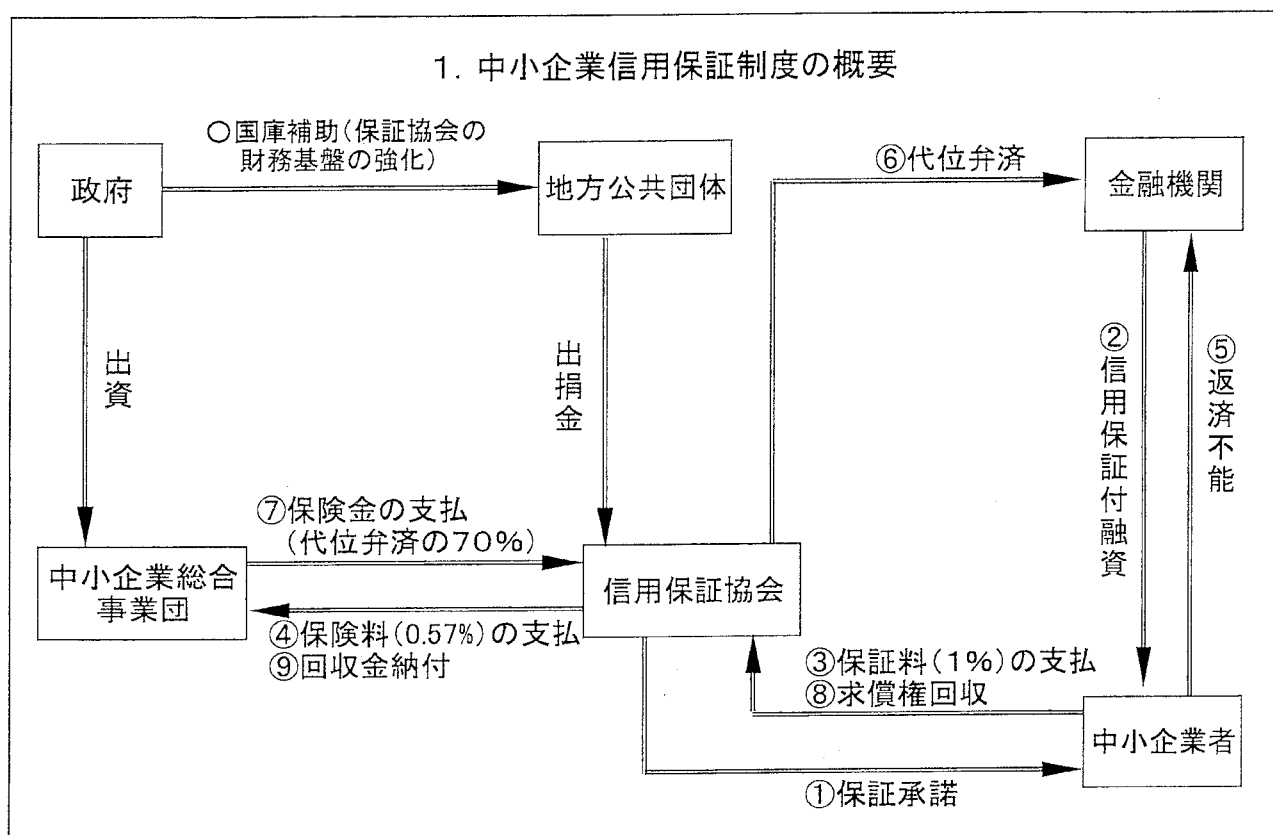 1. 中小企業信用保証制度の概要
○国庫補助(保証協会の
財務基盤の強化)
政府
地方公共団体
⑥代位弁済
金融機関
出資
出捐金
②信用保証付融資
⑤返済不能
⑦保険金の支払
(代位弁済の70%)
中小企業総合
事業団
信用保証協会
④保険料(0.57%)の支払
⑨回収金納付
③保証料(1%)の支払
⑧求償権回収
中小企業者
①保証承諾